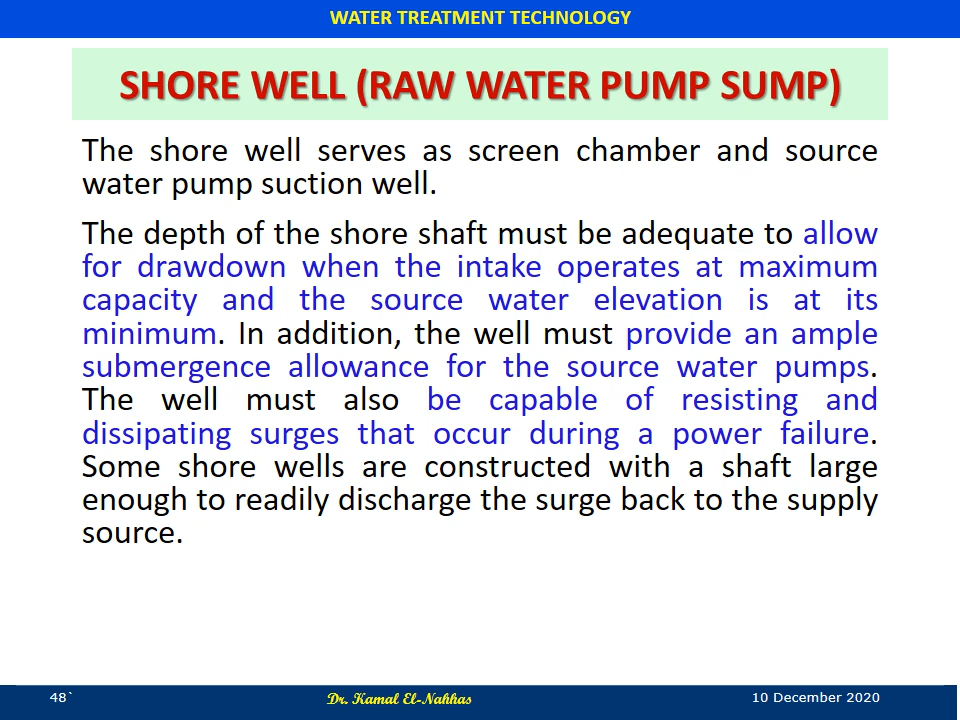 WATER TREATMENT TECHNOLOGY
SHORE WELL (RAW WATER PUMP SUMP)
The shore well serves as screen chamber and source
water pump suction well.
The depth of the shore shaft must be adequate to allow
for drawdown when the intake operates at maximum
capacity and the source water elevation is at its
minimum. In addition, the well must provide an ample
submergence allowance for the source water pumps.
The well must also be capable of resisting and
dissipating surges that occur during a power failure.
Some shore wells are constructed with a shaft large
enough to readily discharge the surge back to the supply
source.
48`
Dr. Kamal El-Nahhas
10 December 2020